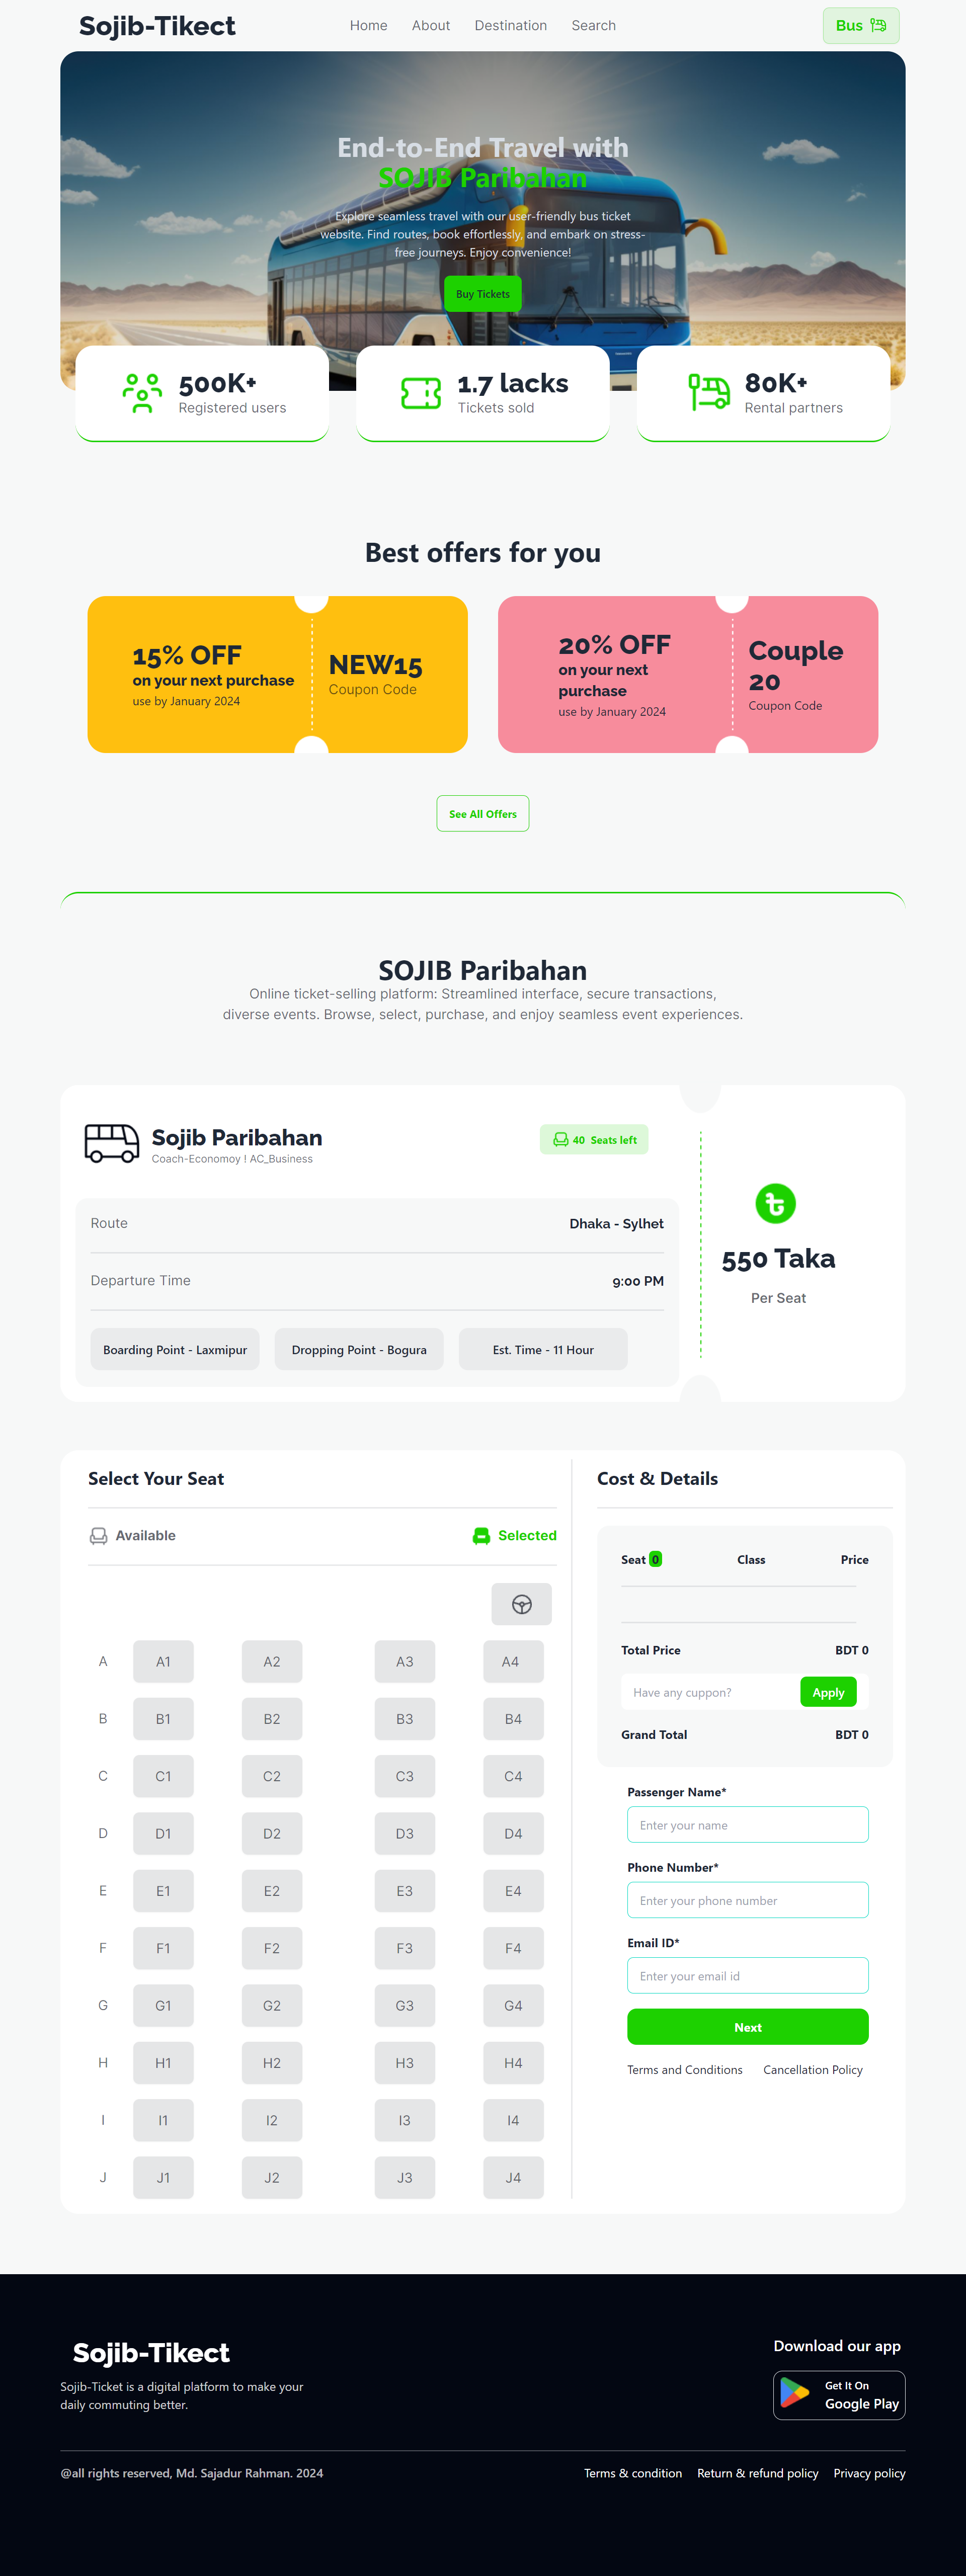 Sojib-Tikect
Home About Destination Search
Bus
End-to-End Travel with
SOJIB Paribahan
Explore seamless travel with our user-friendly bus ticket
website. Find routes, book effortlessly, and embark on stress-
free journeys. Enjoy convenience!
Buy Tickets
500K+
Registered users
1.7 lacks
Tickets sold
80K+
Rental partners
Best offers for you
15% OFF
on your next purchase
use by January 2024
NEW15
Coupon Code
20% OFF
on your next
purchase
use by January 2024
Couple
20
Coupon Code
See All Offers
SOJIB Paribahan
Online ticket-selling platform: Streamlined interface, secure transactions,
diverse events. Browse, select, purchase, and enjoy seamless event experiences.
Sojib Paribahan
Coach-Economoy ! AC_Business
40 Seats left
Route Dhaka - Sylhet
Departure Time 9:00 PM
Boarding Point - Laxmipur Dropping Point - Bogura Est. Time - 11 Hour
550 Taka
Per Seat
Select Your Seat
Available Selected
A A1 A2 A3 A4
B B1 B2 B3 B4
C C1 C2 C3 C4
D D1 D2 D3 D4
E E1 E2 E3 E4
F F1 F2 F3 F4
G G1 G2 G3 G4
H H1 H2 H3 H4
I I1 I2 I3 I4
J J1 J2 J3 J4
Cost & Details
Seat 0 Class Price
Total Price BDT 0
Have any cuppon? Apply
Grand Total BDT 0
Passenger Name*
Enter your name
Phone Number*
Enter your phone number
Email ID*
Enter your email id
Next
Terms and Conditions Cancellation Policy
Sojib-Tikect
Sojib-Ticket is a digital platform to make your
daily commuting better.
Download our app
Get It On
Google Play
@all rights reserved, Md. Sajadur Rahman. 2024
Terms & condition Return & refund policy Privacy policy